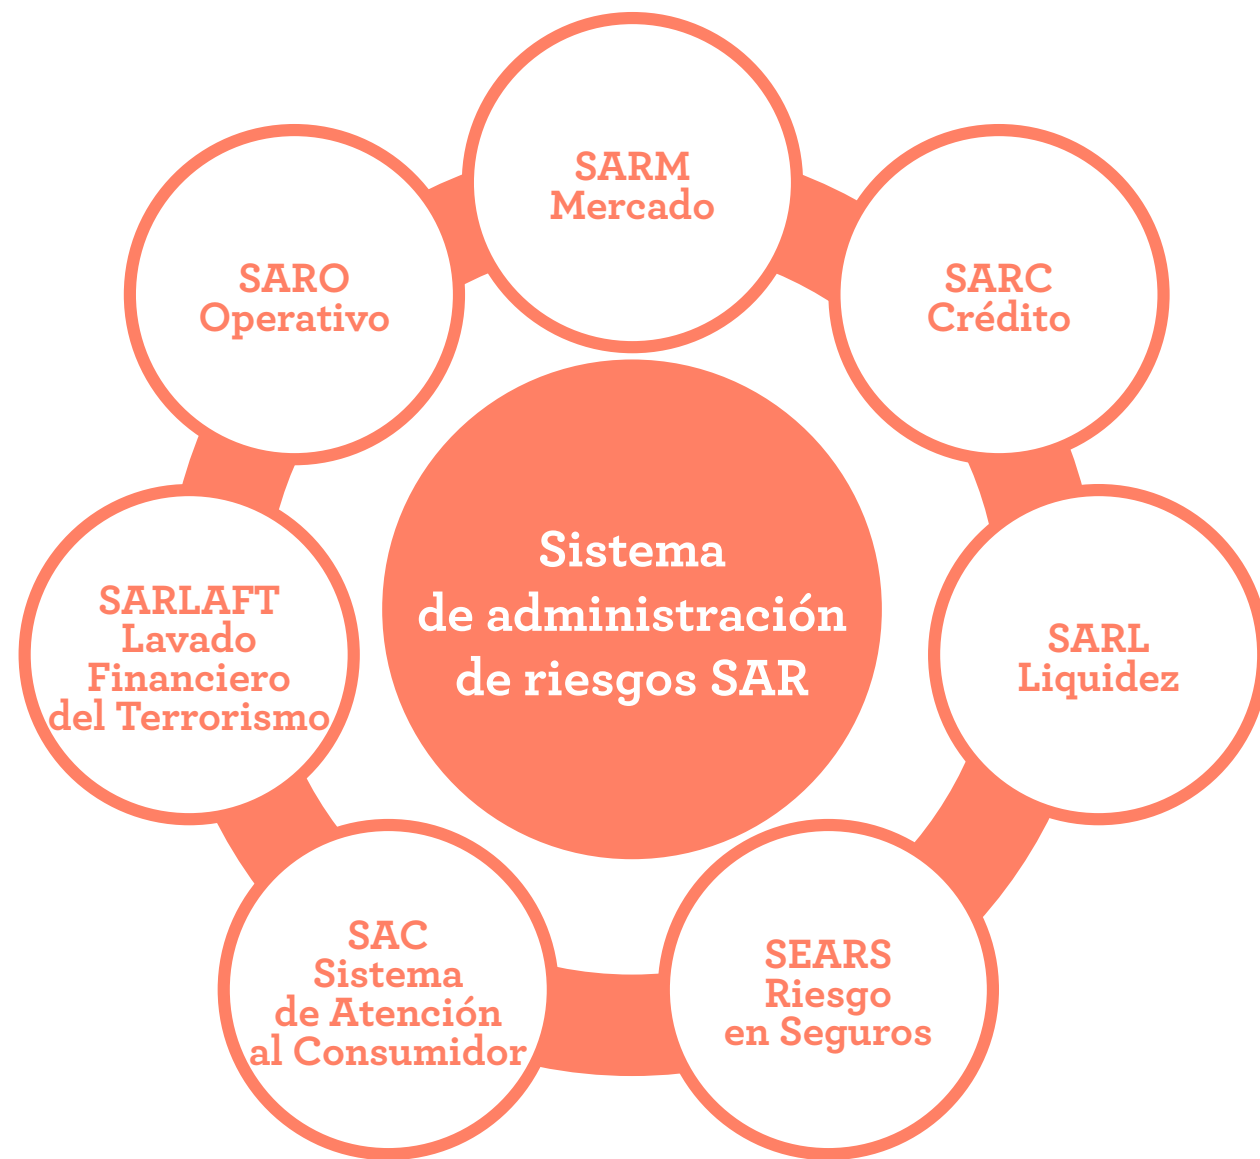 SARM
Mercado
SARO
Operativo
SARC
Crédito
Sistema
de administración
de riesgos SAR
SARLAFT
Lavado
Financiero
del Terrorismo
SARL
Liquidez
SAC
Sistema
de Atención
al Consumidor
SEARS
Riesgo
en Seguros